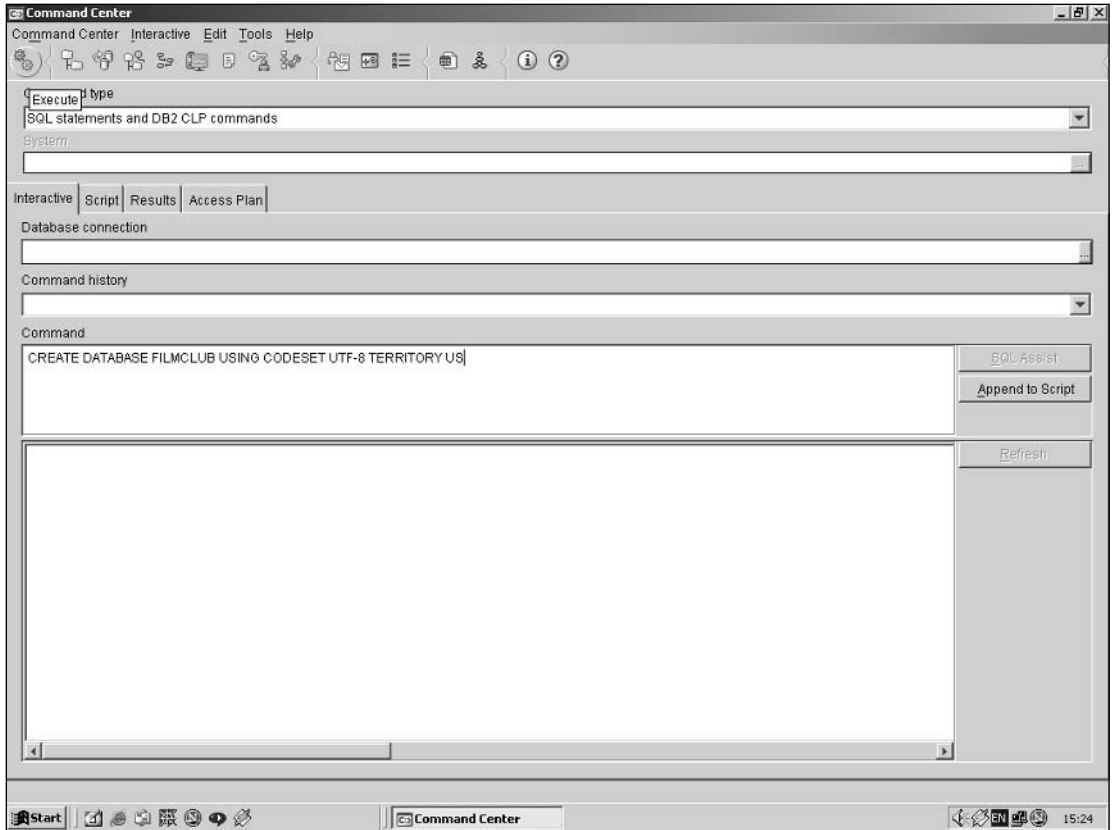 Command Center
Command Center Interactive Edit Tools Help
Execute
d type
SQL statements and DB2 CLP commands
System
...
Interactive Script Results Access Plan
Database connection
...
Command history
Command
CREATE DATABASE FILMCLUB USING CODESET UTF-8 TERRITORY US
SQL Assist
Append to Script
Refresh
Start
Command Center
EN
15:24